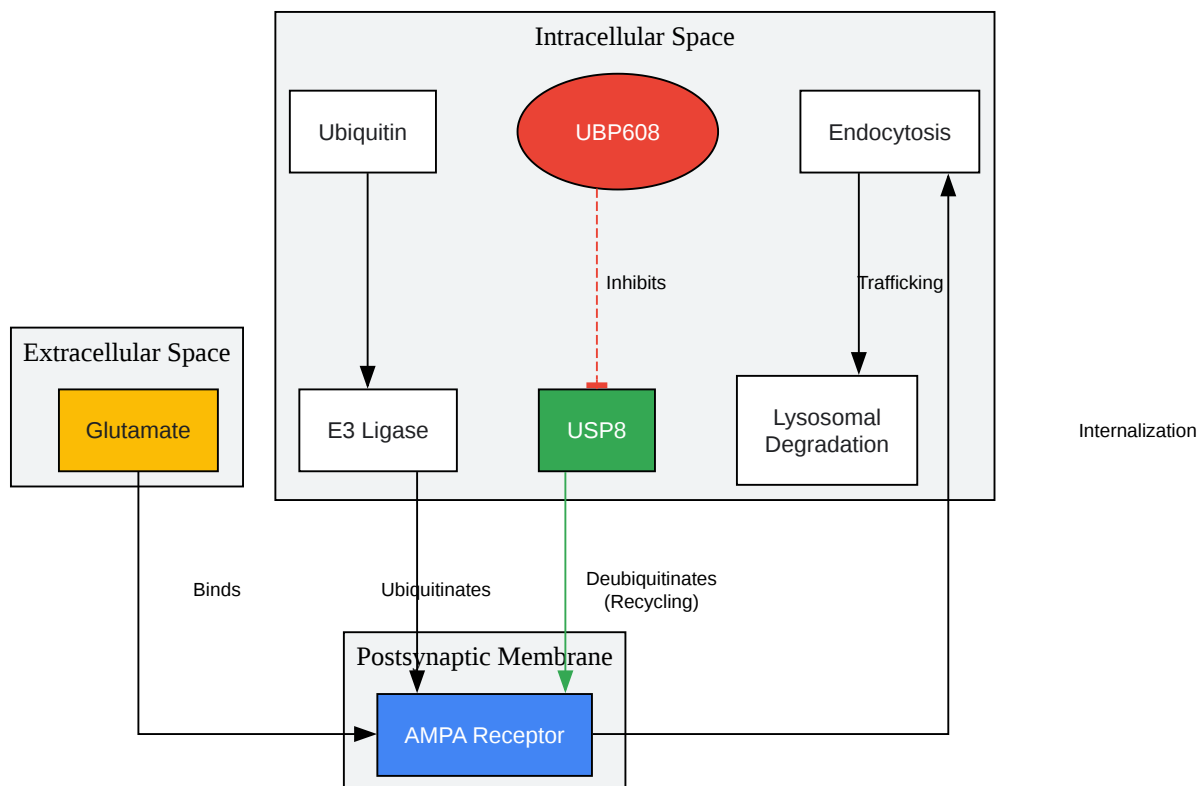 Intracellular Space
Ubiquitin
UBP608
Endocytosis
Inhibits
Trafficking
Extracellular Space
Glutamate
E3 Ligase
USP8
Lysosomal
Degradation
Internalization
Binds
Ubiquitinates
Deubiquitinates
(Recycling)
Postsynaptic Membrane
AMPA Receptor